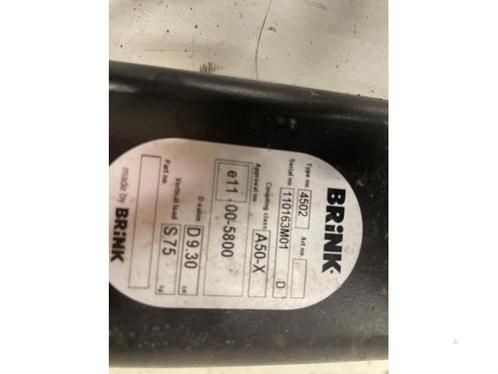 BRINK
Type no. 4502 Art.no.
Serial no. 110163M01 D
Coupling class A50-X
Approval no.
e11 00-5800
D-value D 9.30 kN
Vertical load S 75 kg
Part no.
made by BRINK